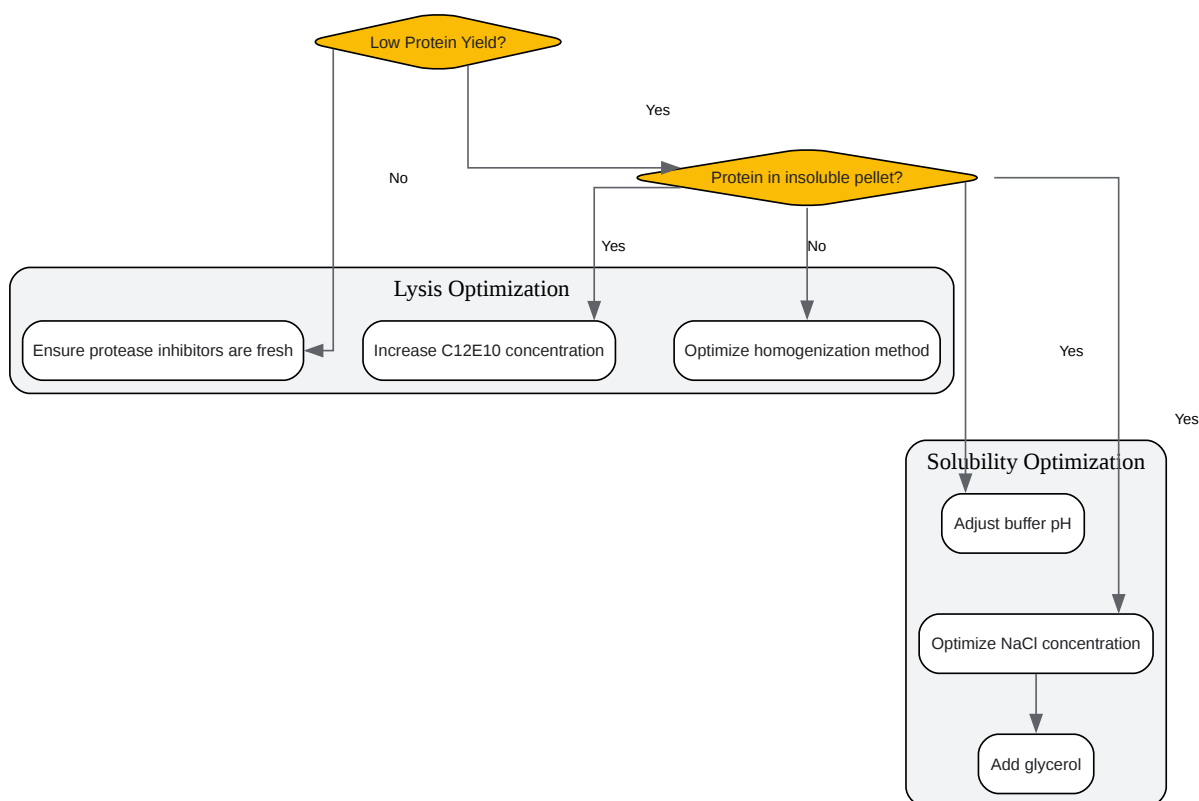 Low Protein Yield?
Yes
No
Protein in insoluble pellet?
Yes
No
Lysis Optimization
Ensure protease inhibitors are fresh
Increase C12E10 concentration
Optimize homogenization method
Yes
Yes
Solubility Optimization
Adjust buffer pH
Optimize NaCl concentration
Add glycerol